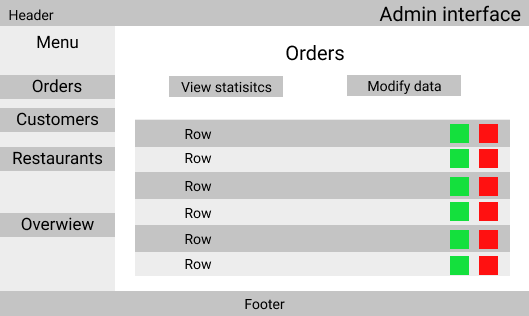 Header
Admin interface
Menu
Orders
Orders
View statisitcs
Modify data
Customers
Restaurants
Overwiew
Row
Row
Row
Row
Row
Row
Footer